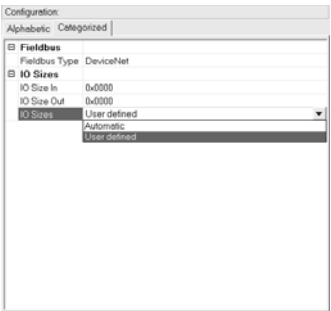 Configuration:
Alphabetic Categorized
Fieldbus
Fieldbus Type DeviceNet
IO Sizes
IO Size In 0x0000
IO Size Out 0x0000
IO Sizes User defined
Automatic
User defined